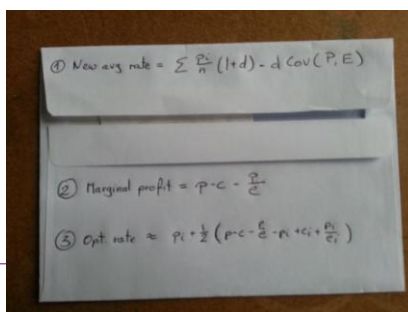 ① New avg rate = Σ pi/n (1+d) - d Cov(P, E)
② Marginal profit = p-c - p/e
③ Opt. rate ≈ pi + 1/2 (p-c - p/e - pi + ci + pi/ei)